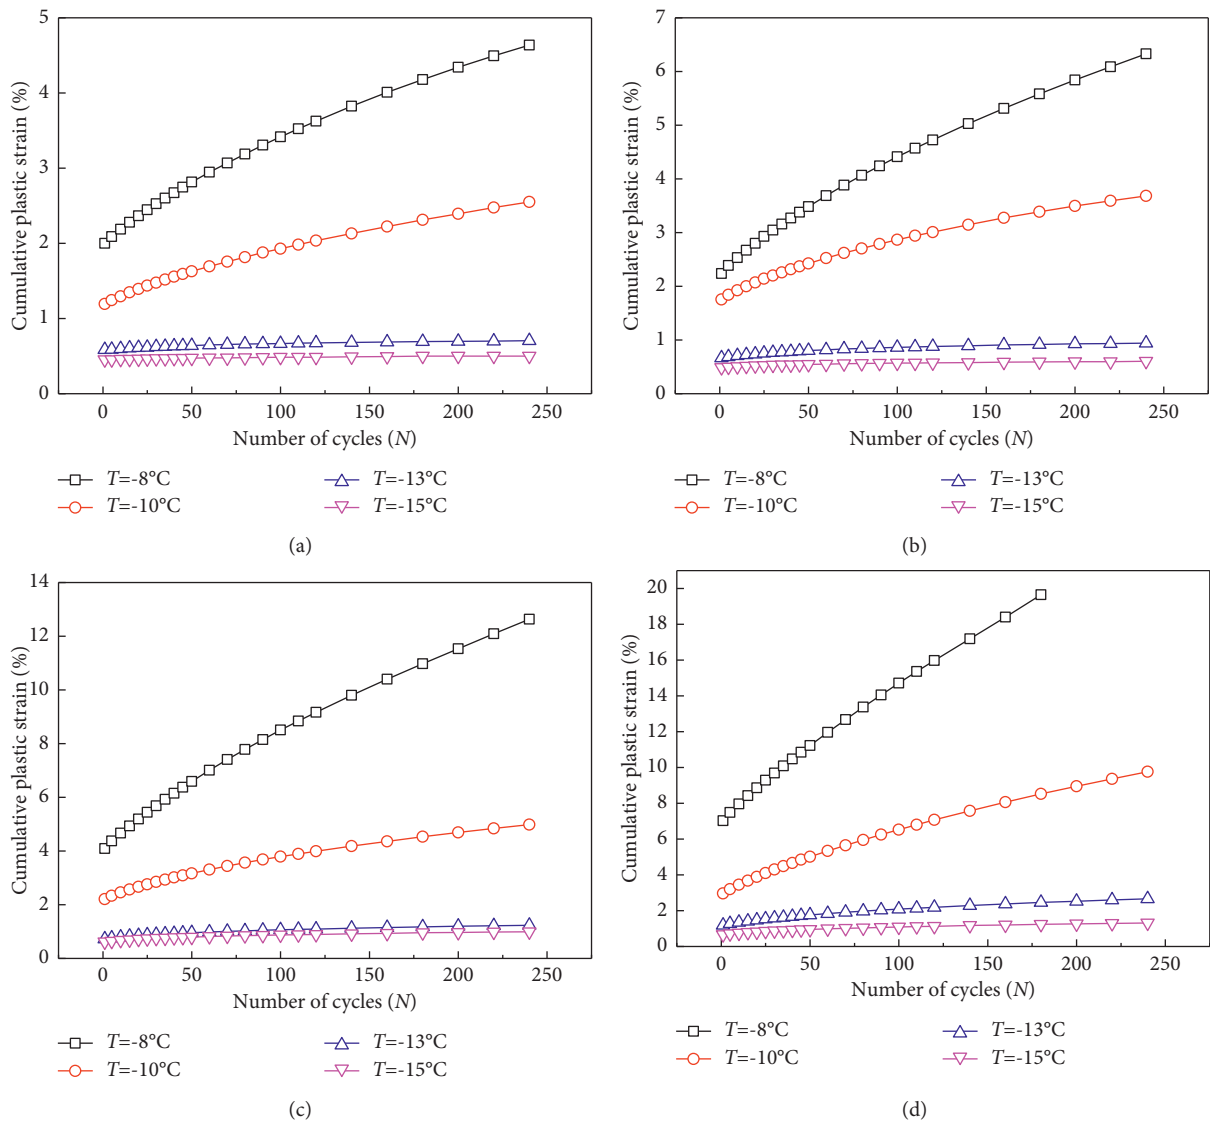 5
4
3
2
1
0
Cumulative plastic strain (%)
0 50 100 150 200 250
Number of cycles (N)
T=-8°C T=-13°C
T=-10°C T=-15°C
(a)
7
6
5
4
3
2
1
0
Cumulative plastic strain (%)
0 50 100 150 200 250
Number of cycles (N)
T=-8°C T=-13°C
T=-10°C T=-15°C
(b)
14
12
10
8
6
4
2
0
Cumulative plastic strain (%)
0 50 100 150 200 250
Number of cycles (N)
T=-8°C T=-13°C
T=-10°C T=-15°C
(c)
20
18
16
14
12
10
8
6
4
2
0
Cumulative plastic strain (%)
0 50 100 150 200 250
Number of cycles (N)
T=-8°C T=-13°C
T=-10°C T=-15°C
(d)